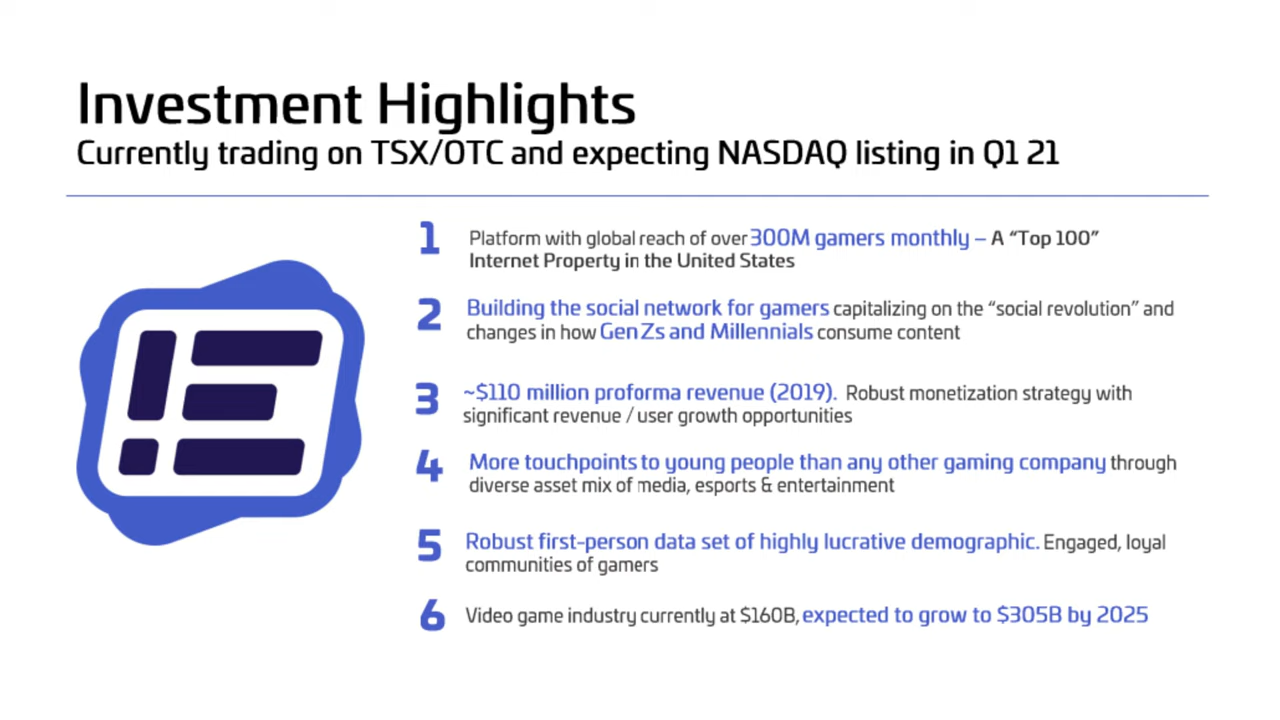 Investment Highlights
Currently trading on TSX/OTC and expecting NASDAQ listing in Q1 21
1
Platform with global reach of over 300M gamers monthly – A “Top 100”
Internet Property in the United States
2
Building the social network for gamers capitalizing on the “social revolution” and
changes in how Gen Zs and Millennials consume content
3
~$110 million proforma revenue (2019). Robust monetization strategy with
significant revenue / user growth opportunities
4
More touchpoints to young people than any other gaming company through
diverse asset mix of media, esports & entertainment
5
Robust first-person data set of highly lucrative demographic. Engaged, loyal
communities of gamers
6
Video game industry currently at $160B, expected to grow to $305B by 2025